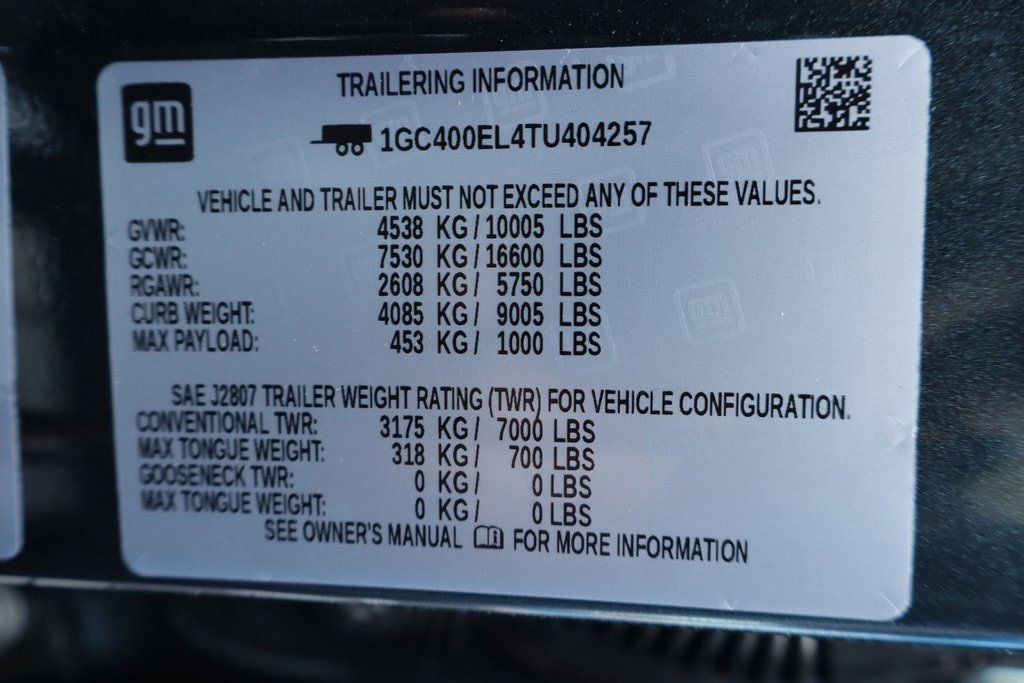 gm
TRAILERING INFORMATION
1GC400EL4TU404257
VEHICLE AND TRAILER MUST NOT EXCEED ANY OF THESE VALUES.
GVWR: 4538 KG / 10005 LBS
GCWR: 7530 KG / 16600 LBS
RGAWR: 2608 KG / 5750 LBS
CURB WEIGHT: 4085 KG / 9005 LBS
MAX PAYLOAD: 453 KG / 1000 LBS
SAE J2807 TRAILER WEIGHT RATING (TWR) FOR VEHICLE CONFIGURATION.
CONVENTIONAL TWR: 3175 KG / 7000 LBS
MAX TONGUE WEIGHT: 318 KG / 700 LBS
GOOSENECK TWR: 0 KG / 0 LBS
MAX TONGUE WEIGHT: 0 KG / 0 LBS
SEE OWNER'S MANUAL FOR MORE INFORMATION